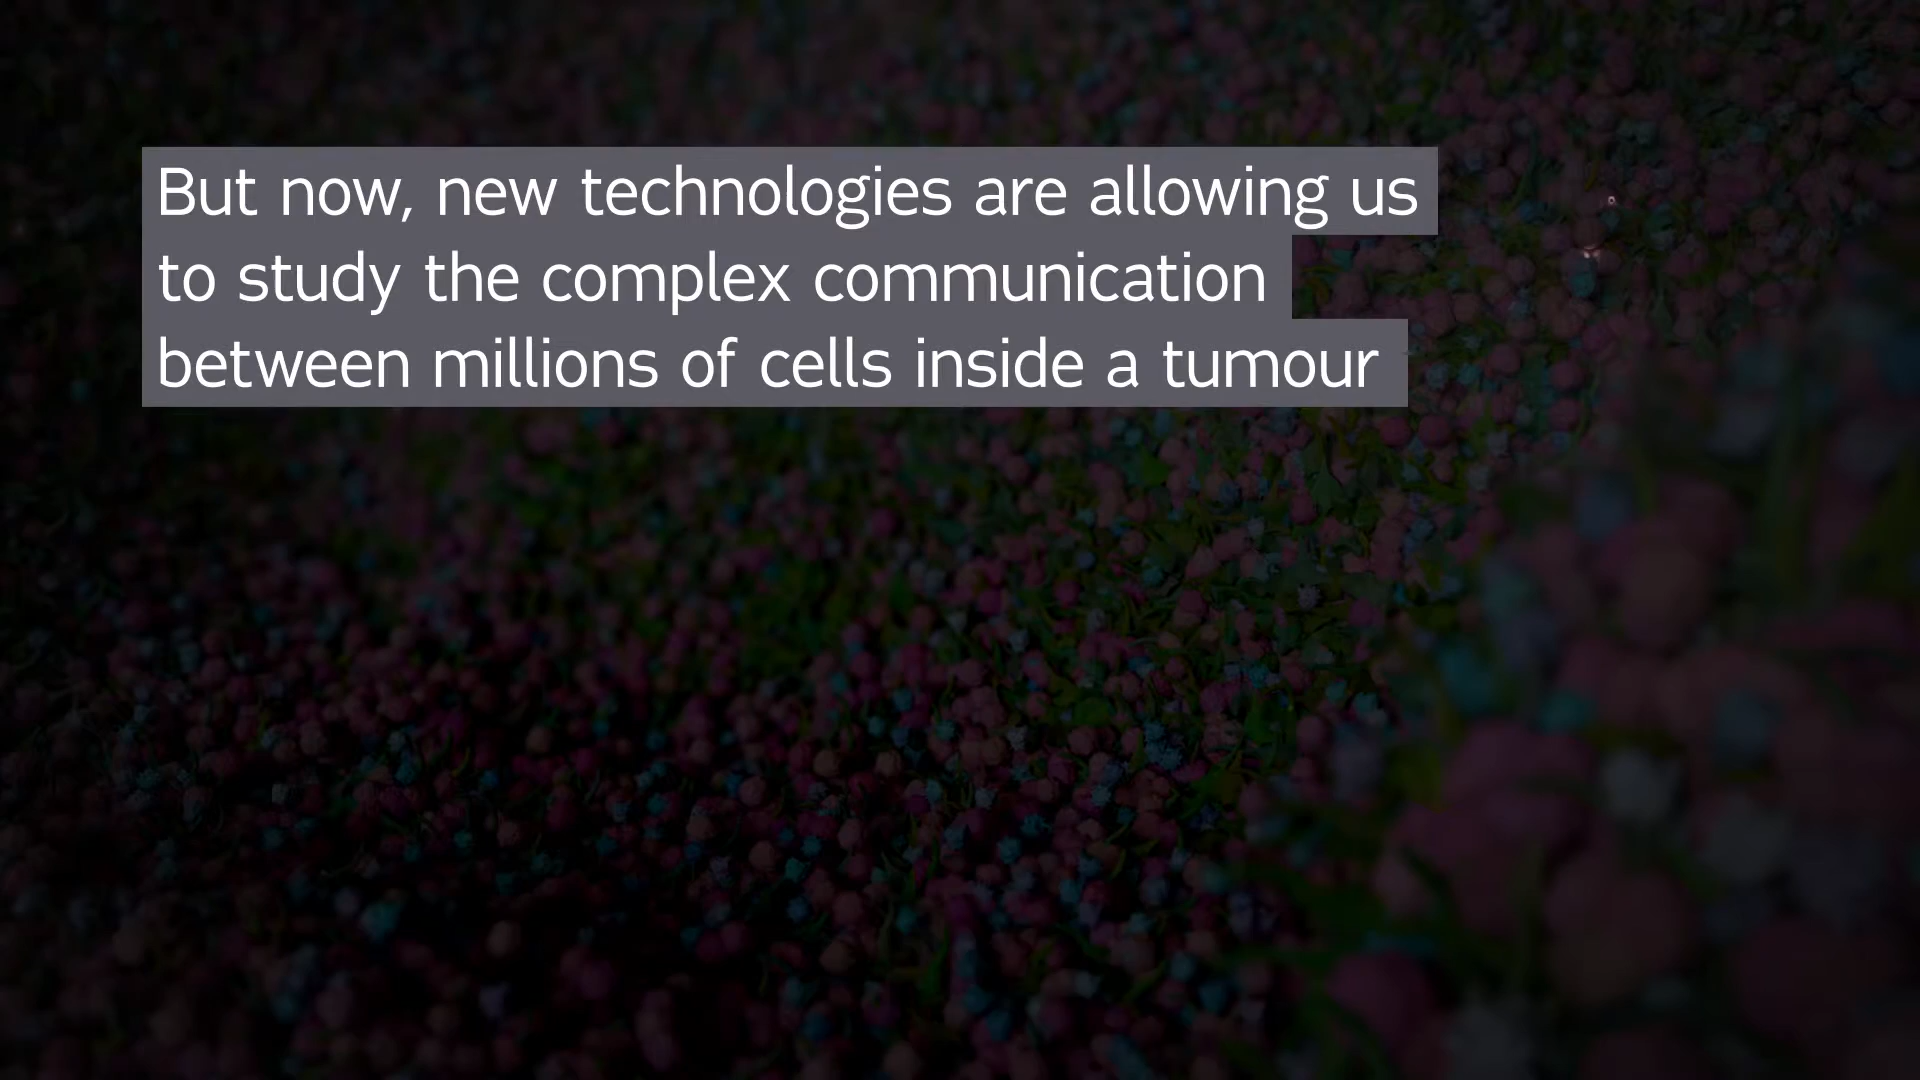 But now, new technologies are allowing us
to study the complex communication
between millions of cells inside a tumour